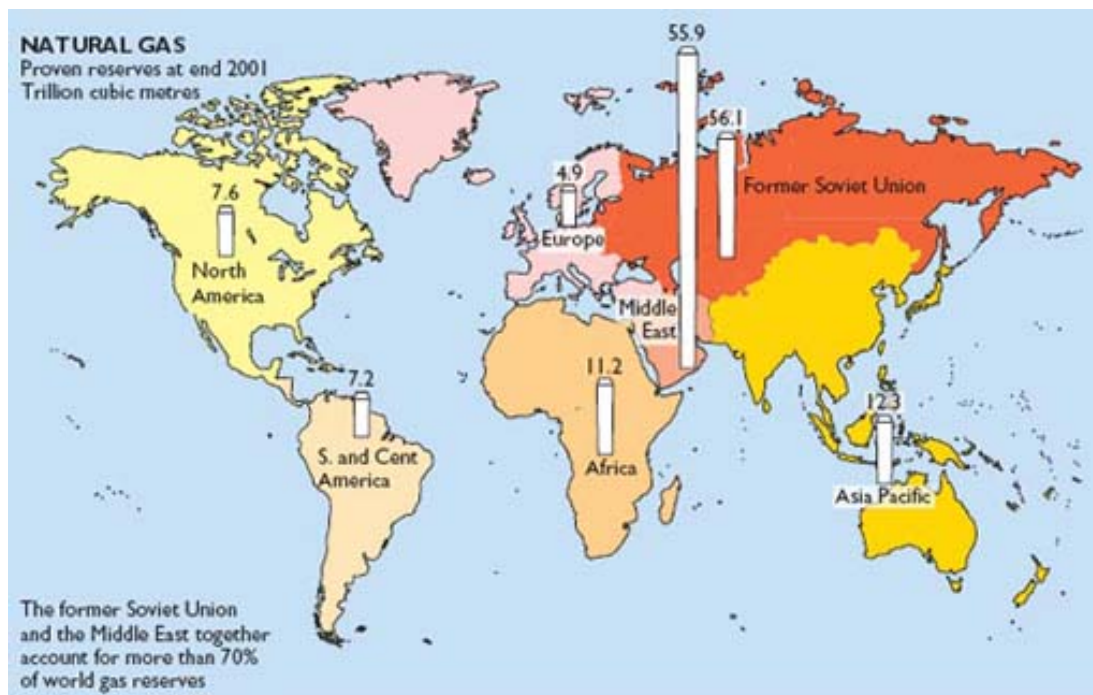 NATURAL GAS
Proven reserves at end 2001
Trillion cubic metres
55.9
56.1
Former Soviet Union
4.9
Europe
7.6
North
America
Middle
East
7.2
S. and Cent
America
11.2
Africa
12.3
Asia Pacific
The former Soviet Union
and the Middle East together
account for more than 70%
of world gas reserves